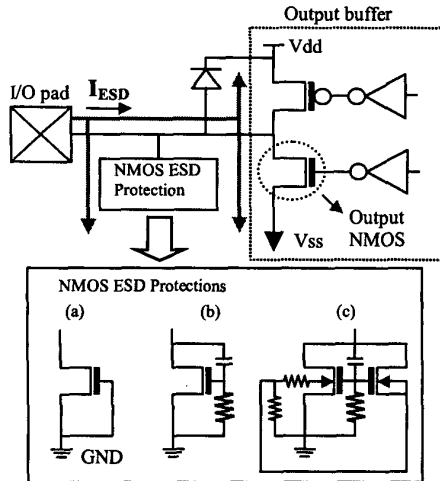 Output buffer
Vdd
I/O pad
IESD
NMOS ESD
Protection
Output
NMOS
Vss
NMOS ESD Protections
(a)
(b)
(c)
GND